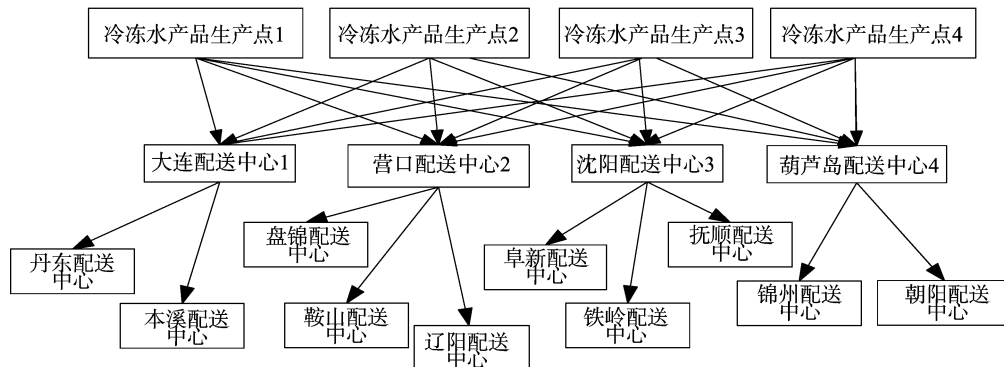 冷冻水产品生产点1
冷冻水产品生产点2
冷冻水产品生产点3
冷冻水产品生产点4
大连配送中心1
营口配送中心2
沈阳配送中心3
葫芦岛配送中心4
丹东配送
中心
本溪配送
中心
盘锦配送
中心
鞍山配送
中心
辽阳配送
中心
阜新配送
中心
铁岭配送
中心
抚顺配送
中心
锦州配送
中心
朝阳配送
中心